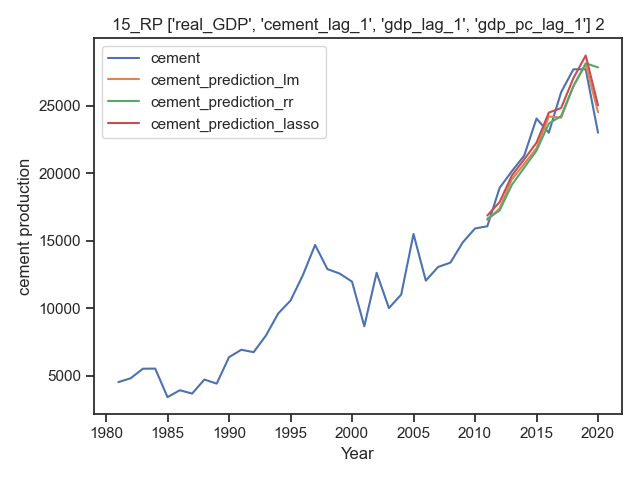 15_RP ['real_GDP', 'cement_lag_1', 'gdp_lag_1', 'gdp_pc_lag_1'] 2
cement
cement_prediction_lm
cement_prediction_rr
cement_prediction_lasso
25000
20000
15000
10000
5000
cement production
1980 1985 1990 1995 2000 2005 2010 2015 2020
Year